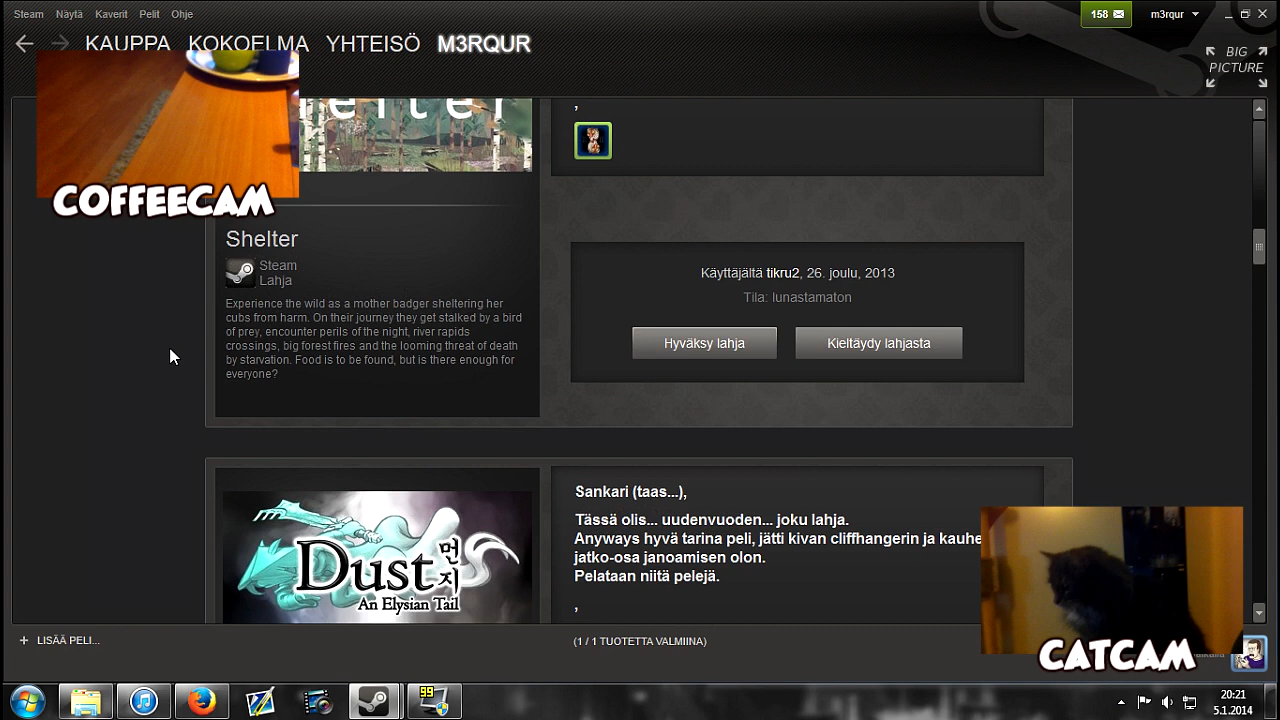 Steam Näytä Kaverit Pelit Ohje
158
m3rqur
KAUPPA KOKOELMA YHTEISÖ M3RQUR
BIG
PICTURE
,
COFFEECAM
Shelter
Steam
Lahja
Experience the wild as a mother badger sheltering her
cubs from harm. On their journey they get stalked by a bird
of prey, encounter perils of the night, river rapids
crossings, big forest fires and the looming threat of death
by starvation. Food is to be found, but is there enough for
everyone?
Käyttäjältä tikru2, 26. joulu, 2013
Tila: lunastamaton
Hyväksy lahja Kieltäydy lahjasta
Dust 먼지
An Elysian Tail
Sankari (taas...),
Tässä olis... uudenvuoden... joku lahja.
Anyways hyvä tarina peli, jätti kivan cliffhangerin ja kauhe
jatko-osa janoamisen olon.
Pelataan niitä pelejä.
,
CATCAM
+ LISÄÄ PELI...
(1 / 1 TUOTETTA VALMIINA)
99
20:21
5.1.2014